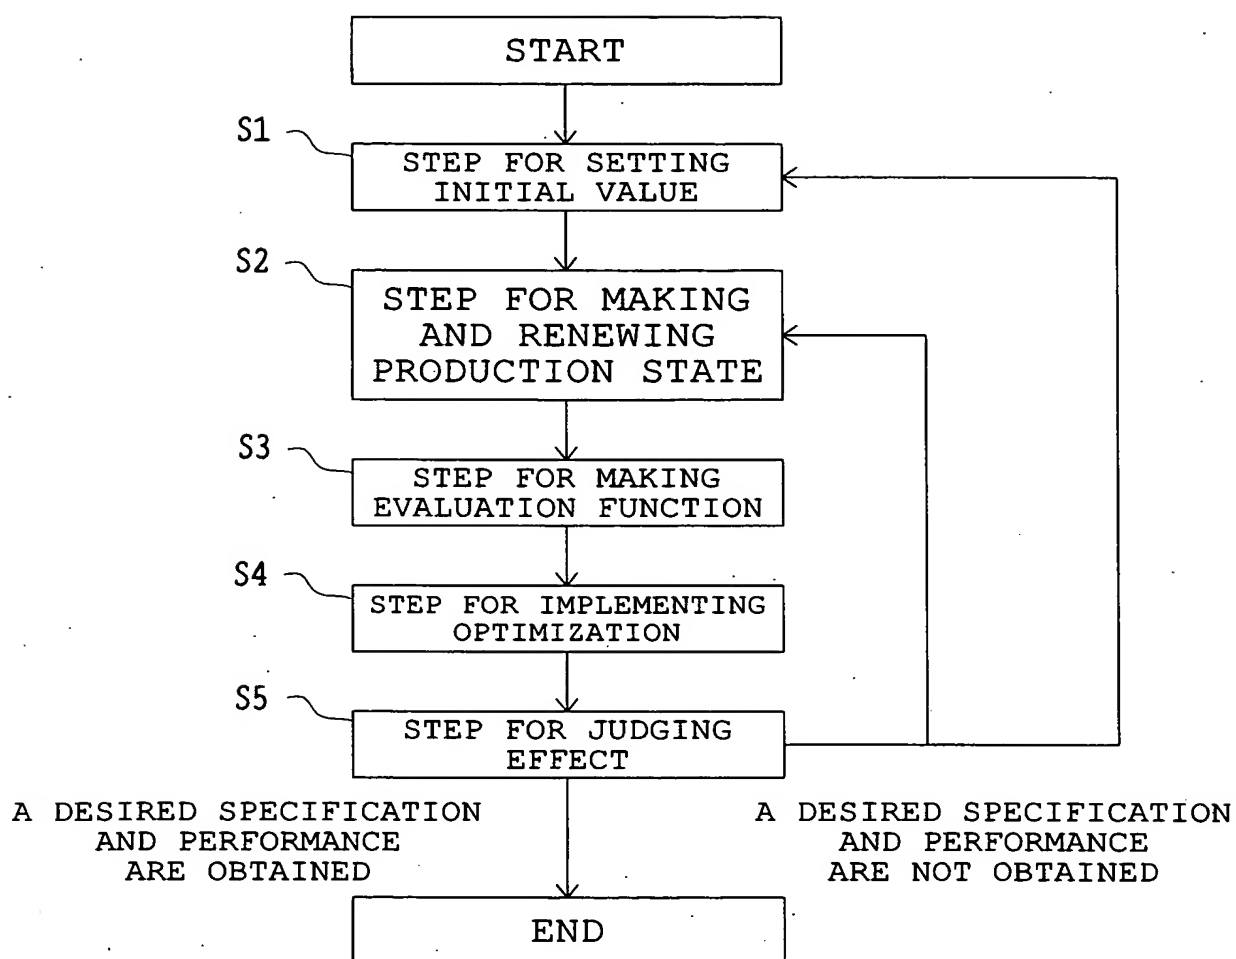 START
S1
STEP FOR SETTING
INITIAL VALUE
S2
STEP FOR MAKING
AND RENEWING
PRODUCTION STATE
S3
STEP FOR MAKING
EVALUATION FUNCTION
S4
STEP FOR IMPLEMENTING
OPTIMIZATION
S5
STEP FOR JUDGING
EFFECT
A DESIRED SPECIFICATION
AND PERFORMANCE
ARE OBTAINED
A DESIRED SPECIFICATION
AND PERFORMANCE
ARE NOT OBTAINED
END